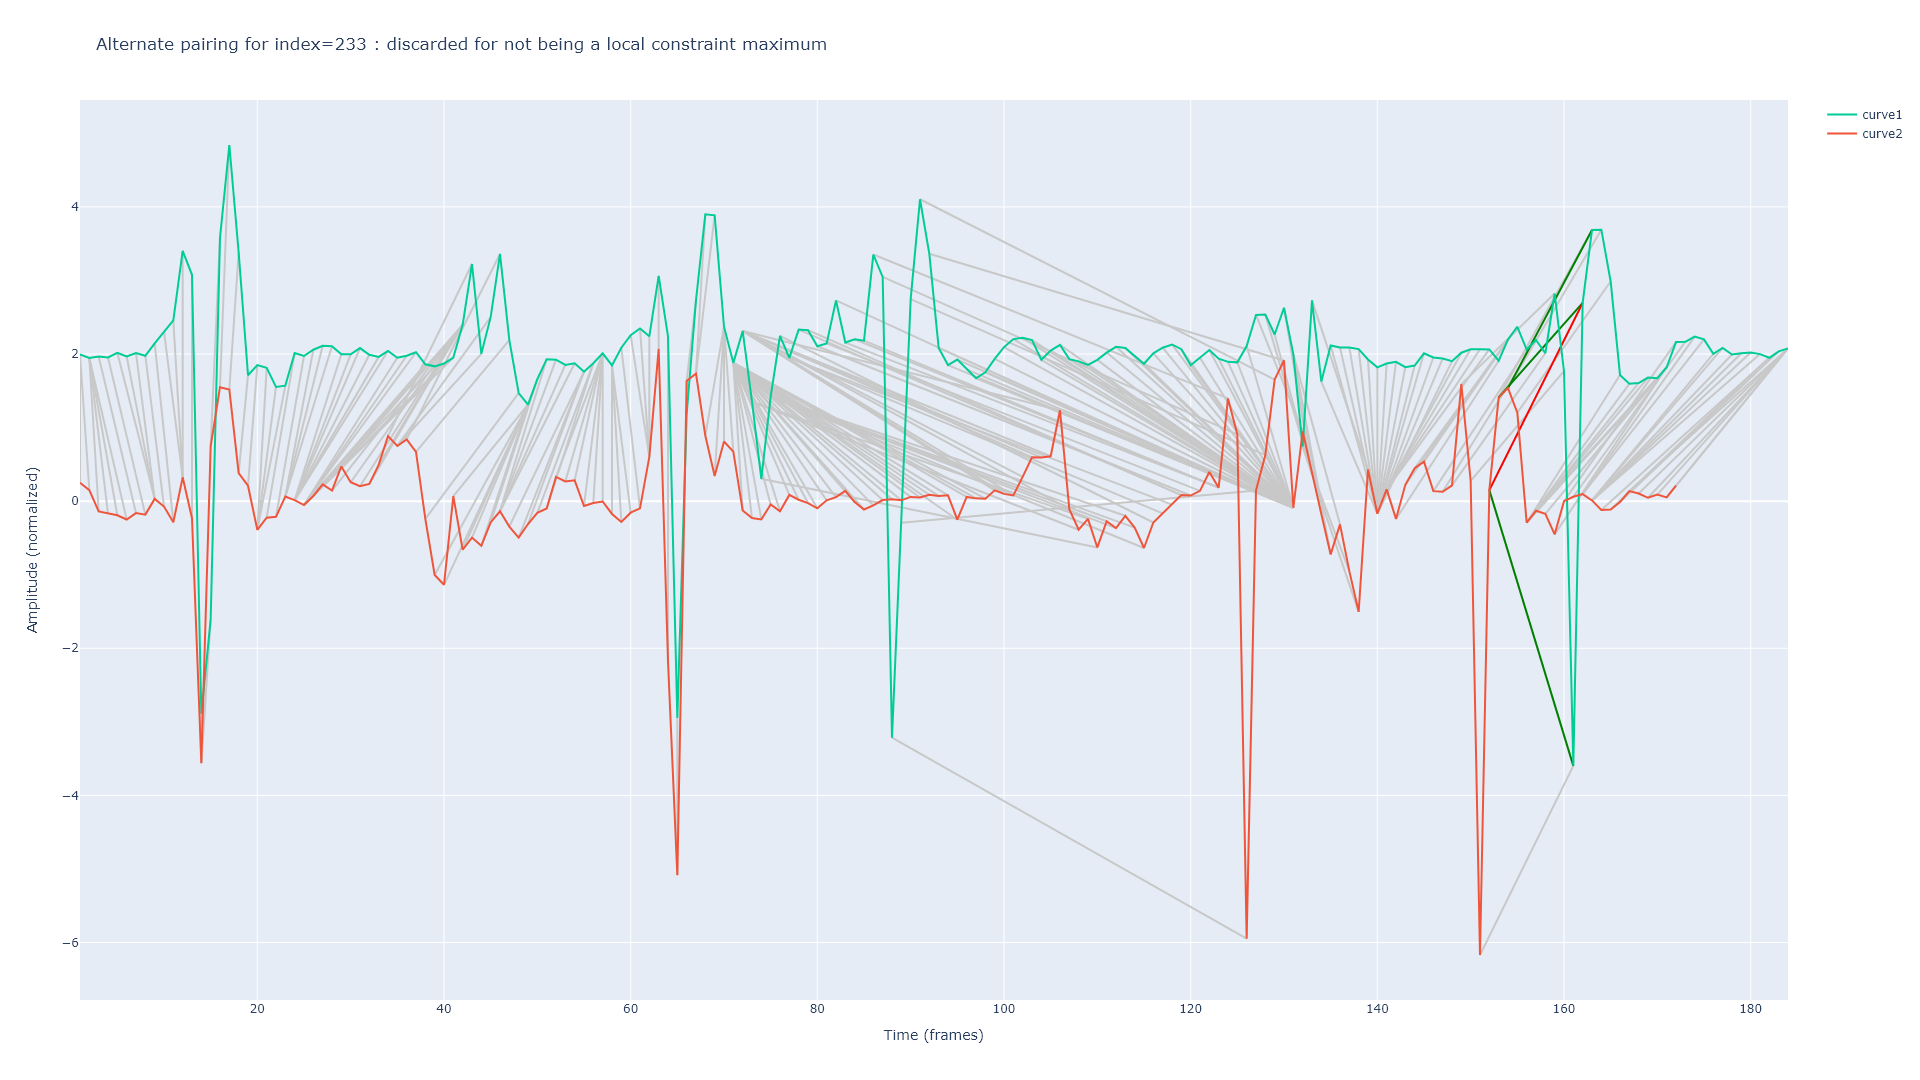 Alternate pairing for index=233 : discarded for not being a local constraint maximum
curve1
curve2
4
2
0
−2
−4
−6
Amplitude (normalized)
20 40 60 80 100 120 140 160 180
Time (frames)